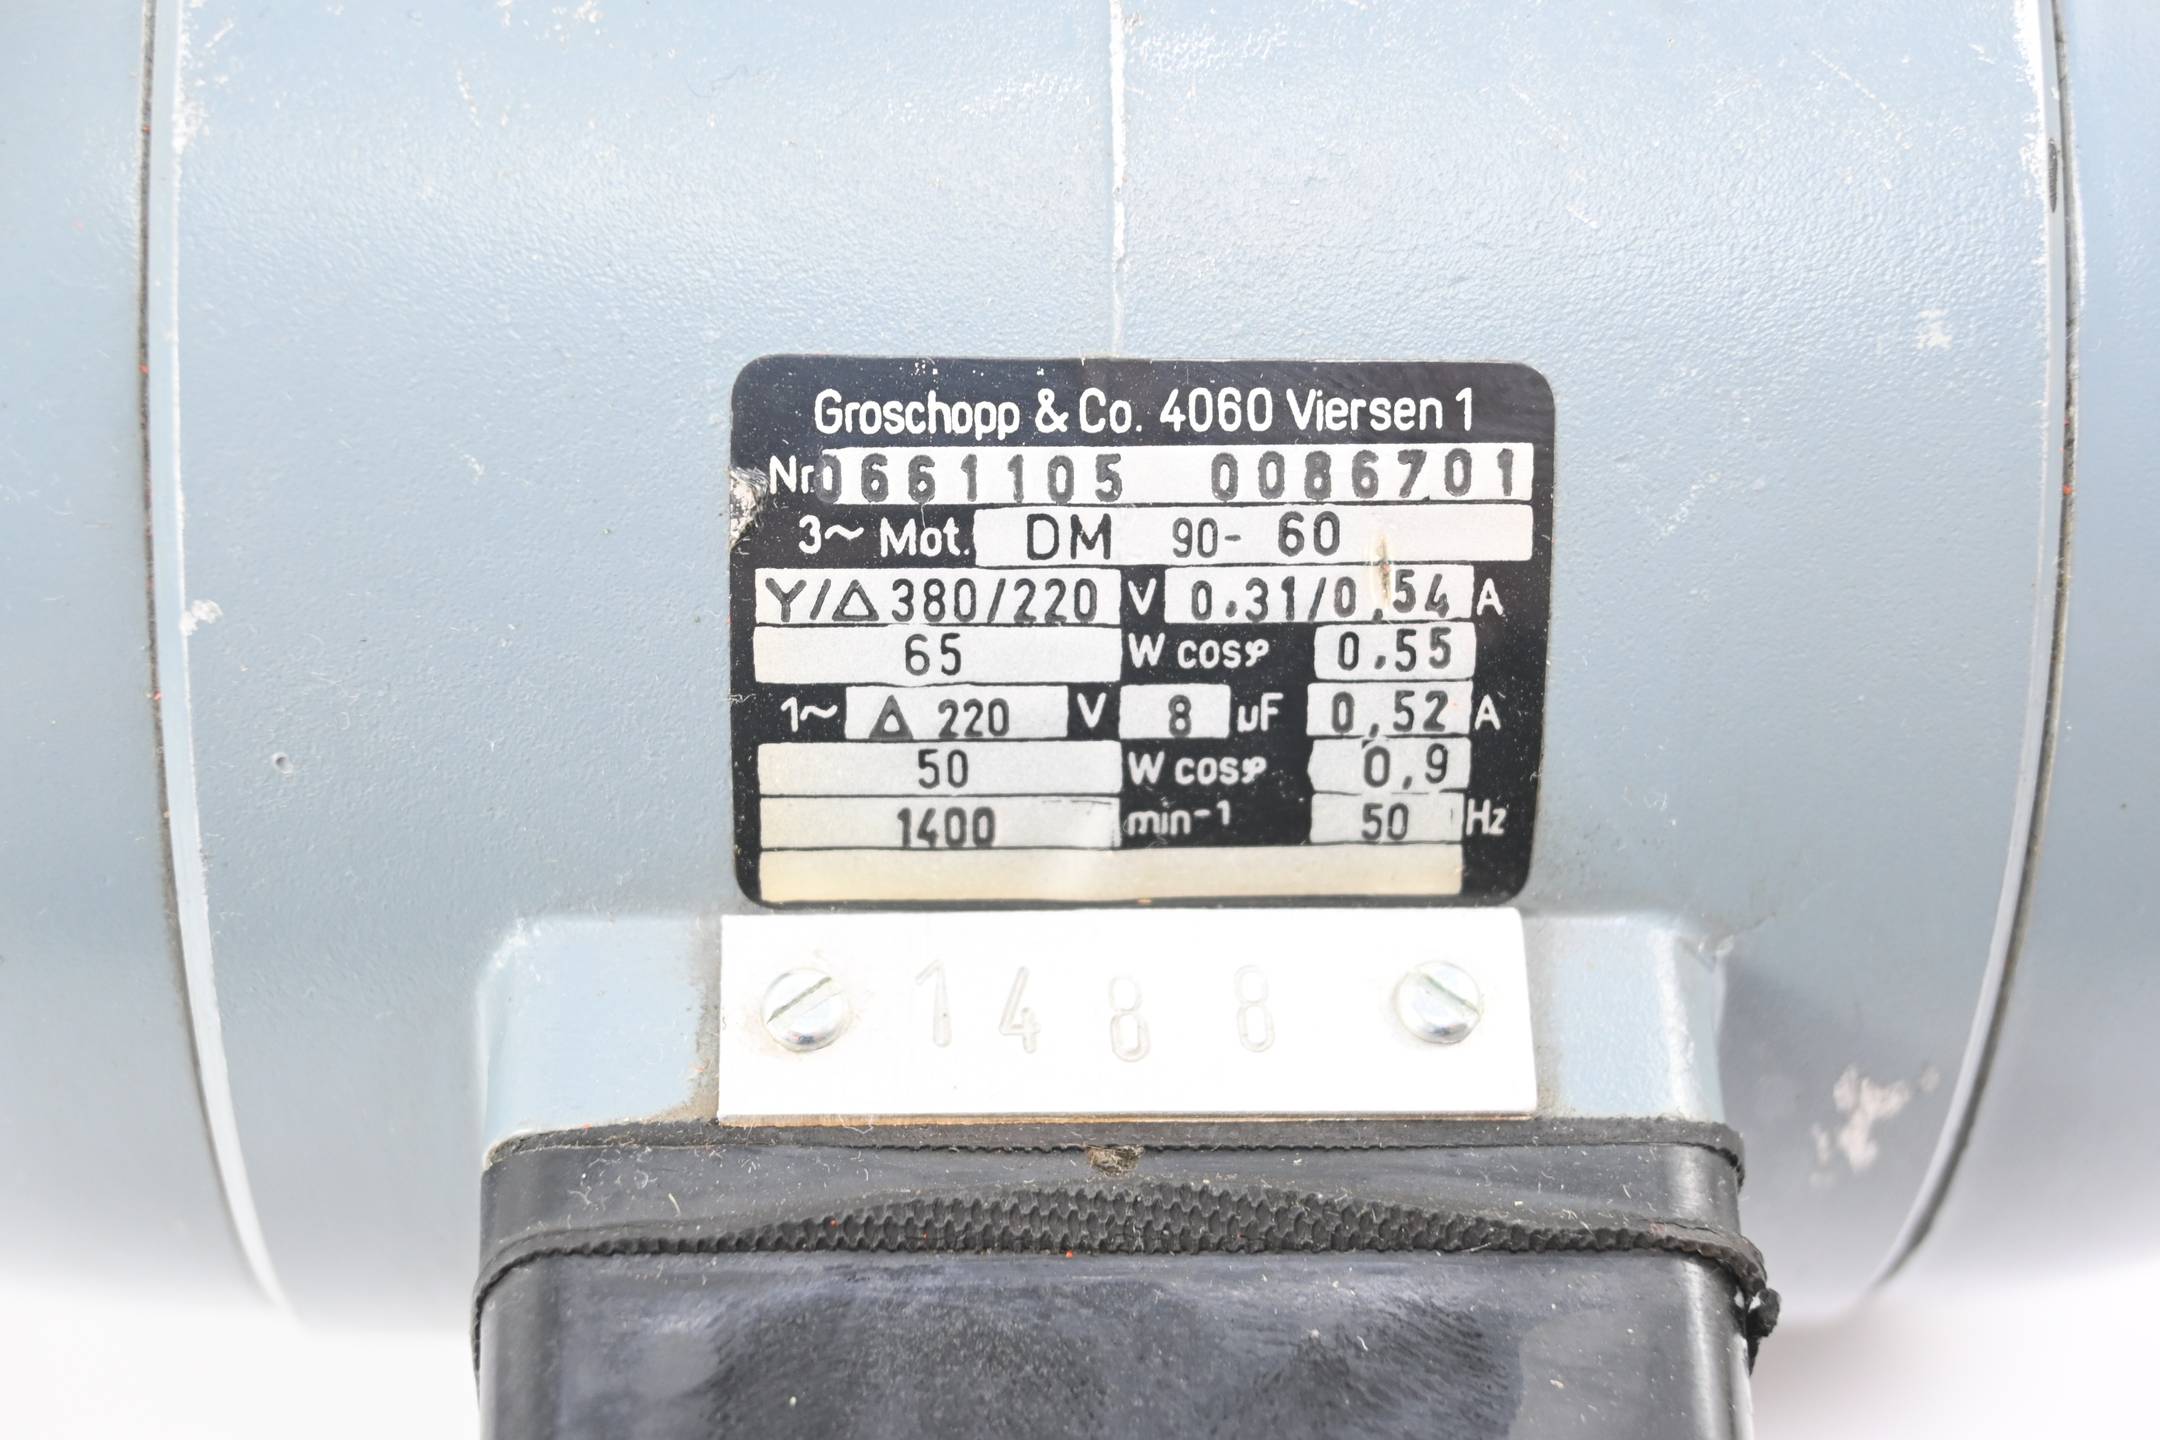 Groschopp & Co. 4060 Viersen 1
Nr. 0661105 0086701
3~ Mot. DM 90- 60
Y/Δ 380/220 V 0.31/0,54 A
65 W cosφ 0,55
1~ Δ 220 V 8 uF 0,52 A
50 W cosφ 0,9
1400 min-1 50 Hz
1488